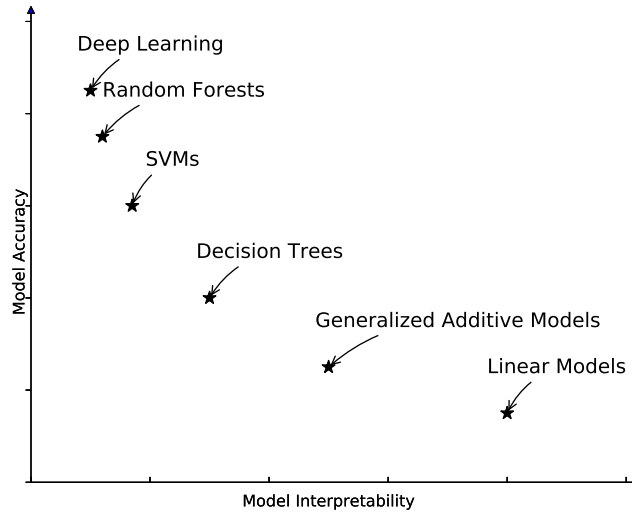 Deep Learning
Random Forests
SVMs
Decision Trees
Generalized Additive Models
Linear Models
Model Accuracy
Model Interpretability